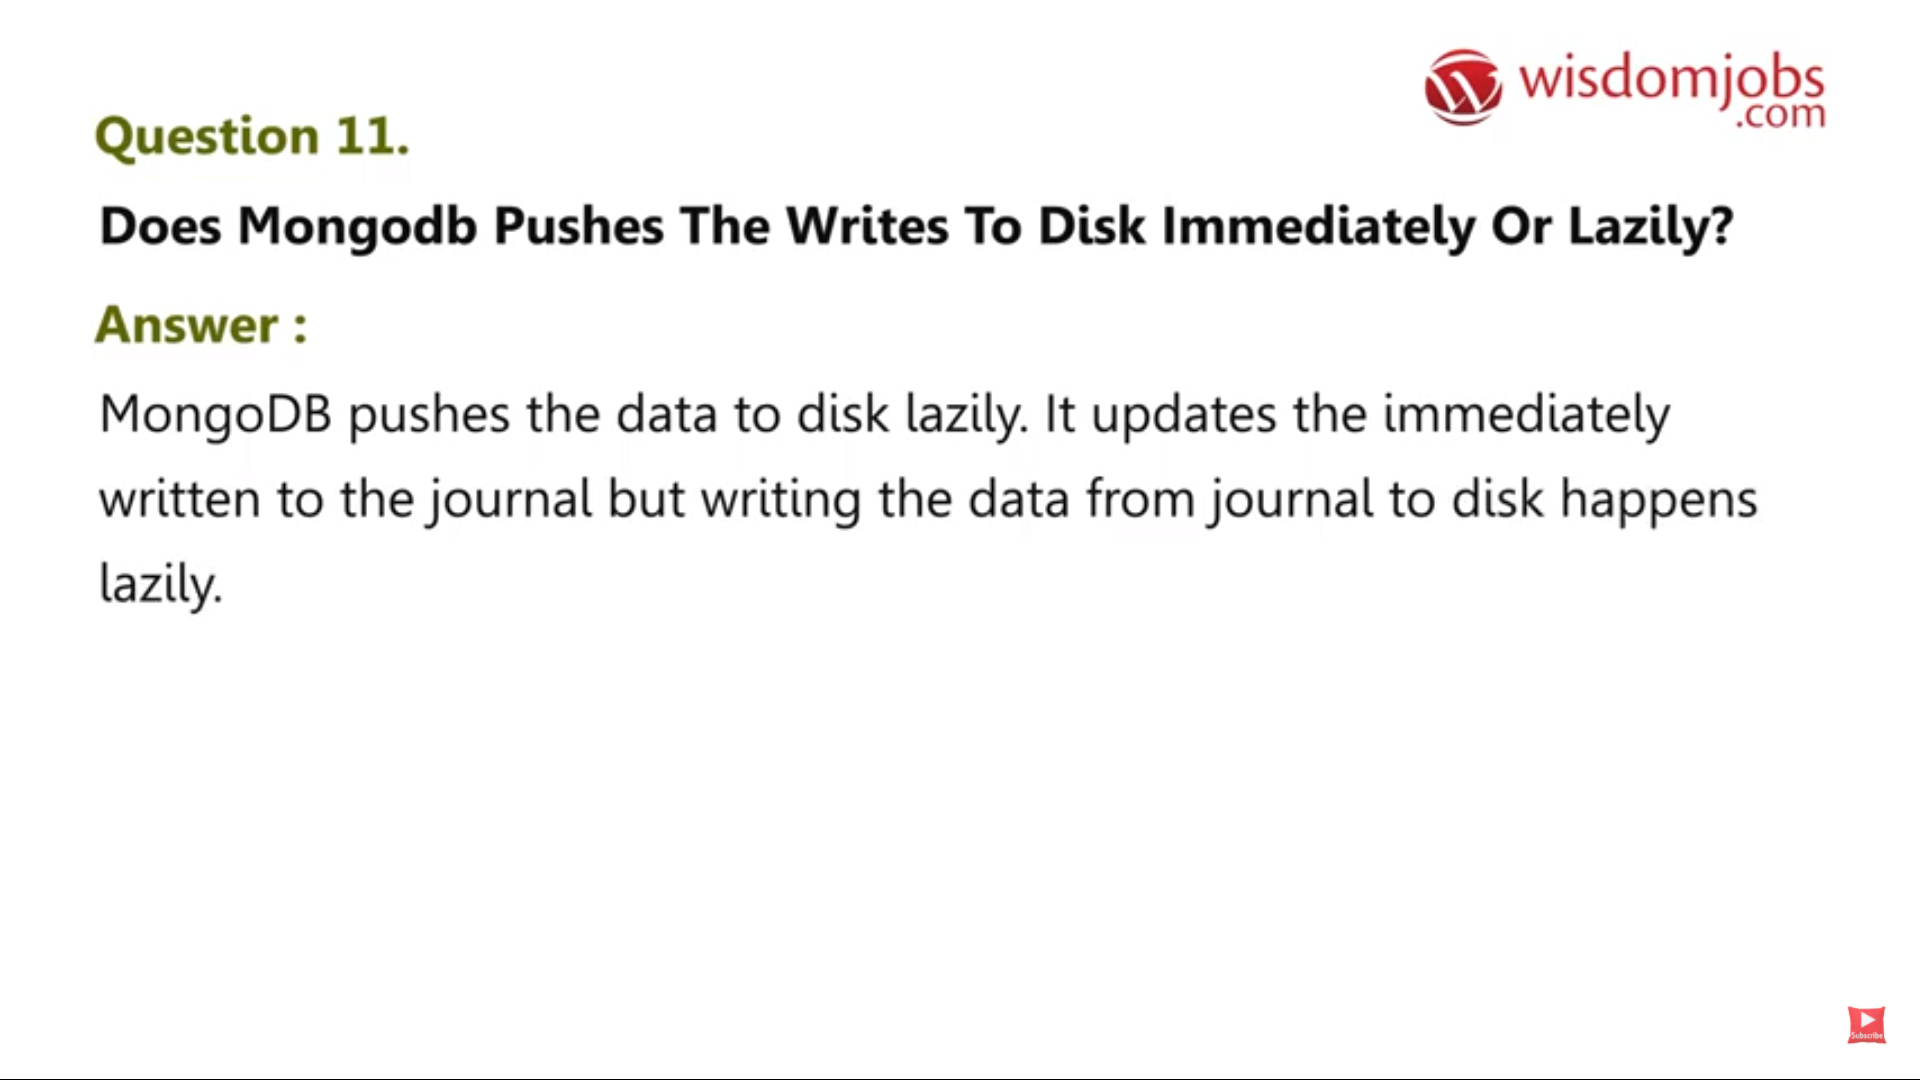 wisdomjobs
.com
Question 11.
Does Mongodb Pushes The Writes To Disk Immediately Or Lazily?
Answer :
MongoDB pushes the data to disk lazily. It updates the immediately
written to the journal but writing the data from journal to disk happens
lazily.
Subscribe